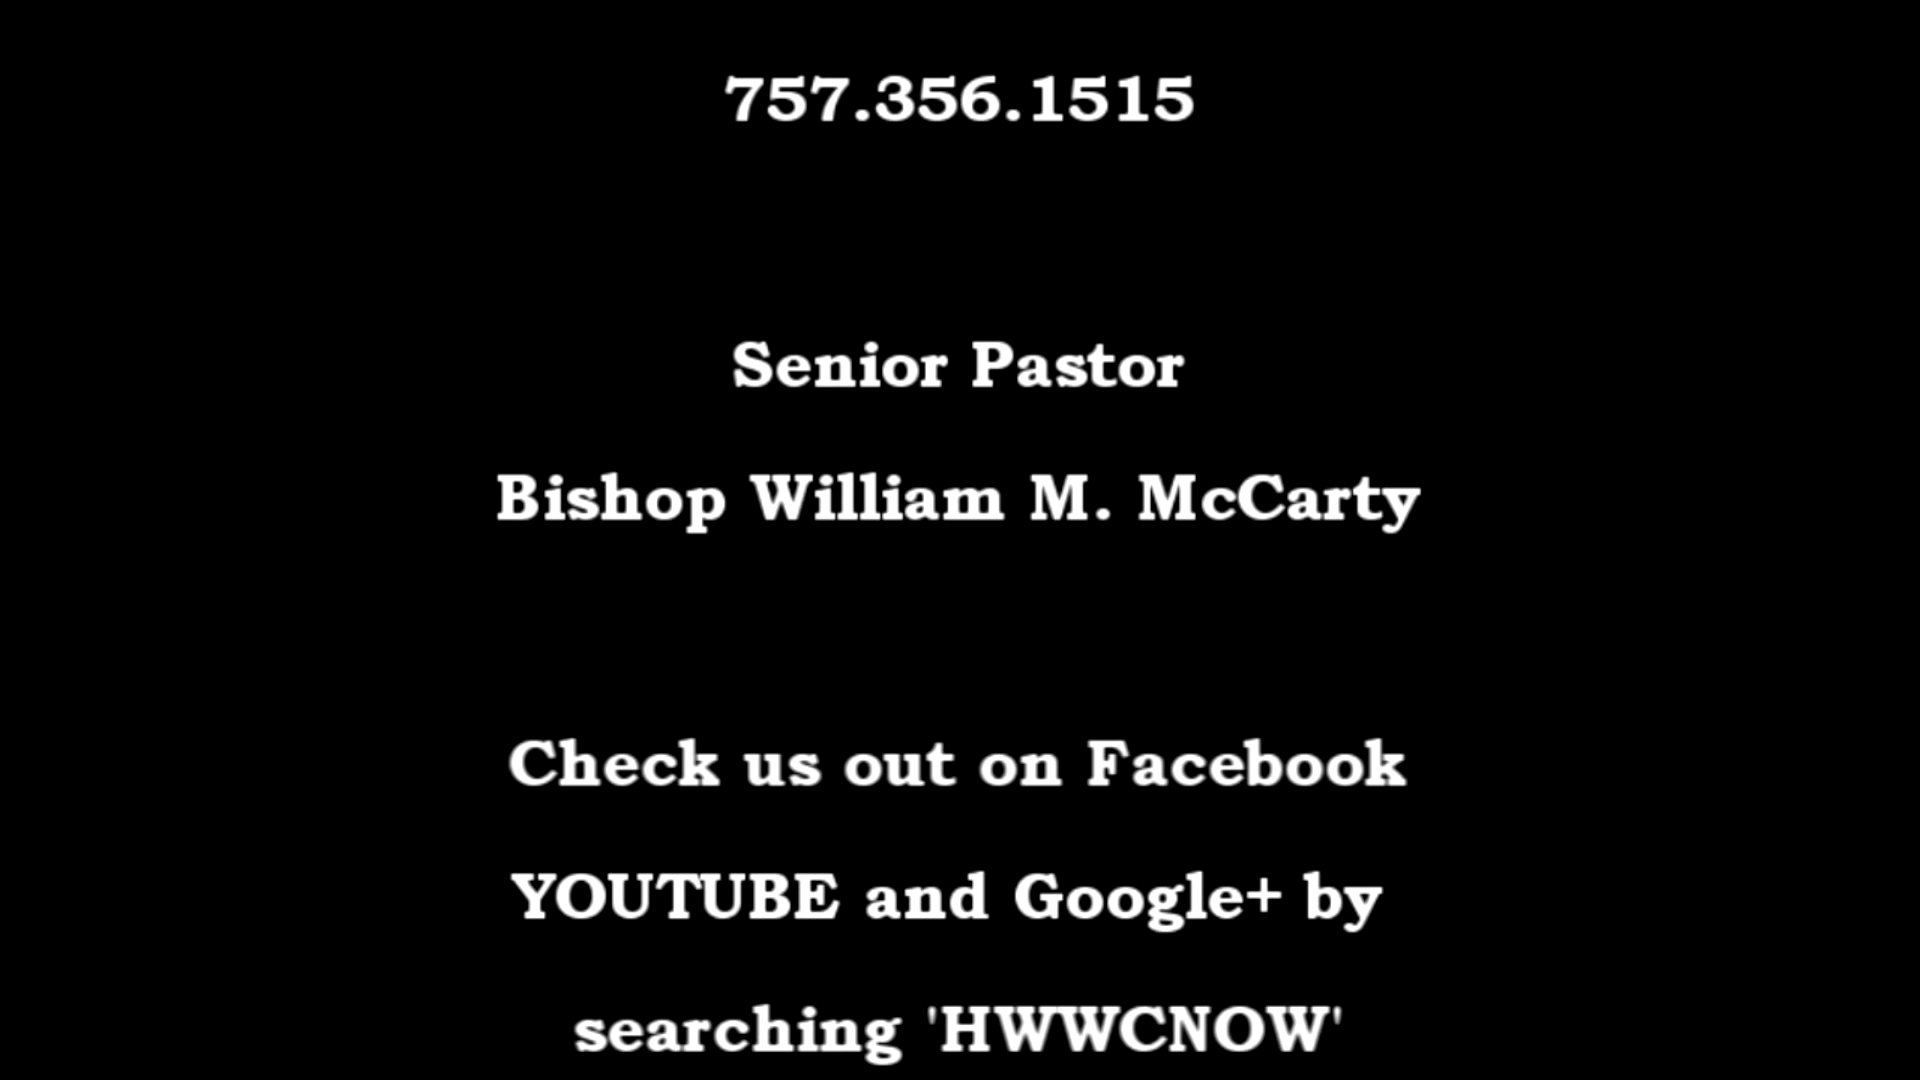 757.356.1515
Senior Pastor
Bishop William M. McCarty
Check us out on Facebook
YOUTUBE and Google+ by
searching 'HWWCNOW'